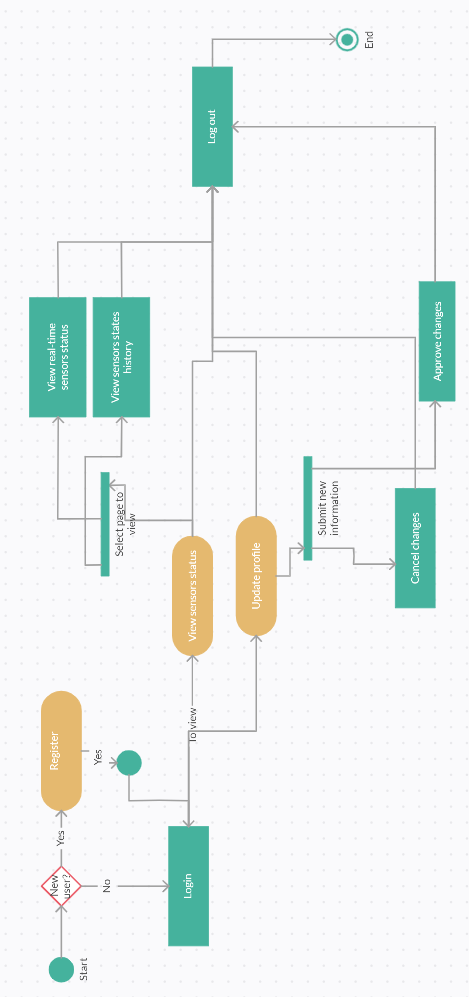 Start
New
user?
Yes
No
Register
Yes
Login
To view
View sensors status
Update profile
Select page to
view
Submit new
information
View real-time
sensors status
View sensors states
history
Cancel changes
Approve changes
Log out
End